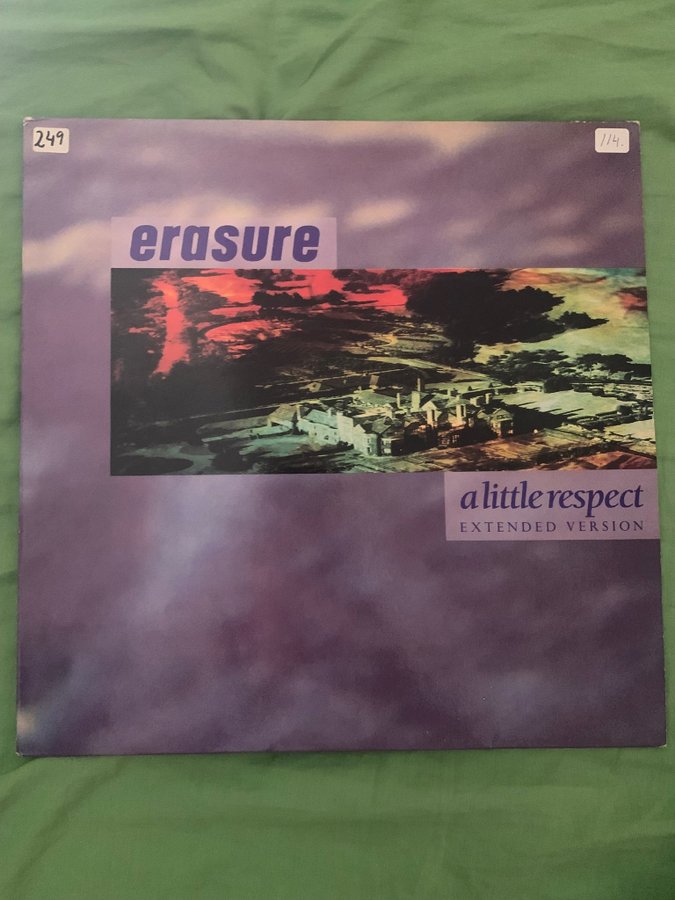 249
114.
erasure
a little respect
EXTENDED VERSION